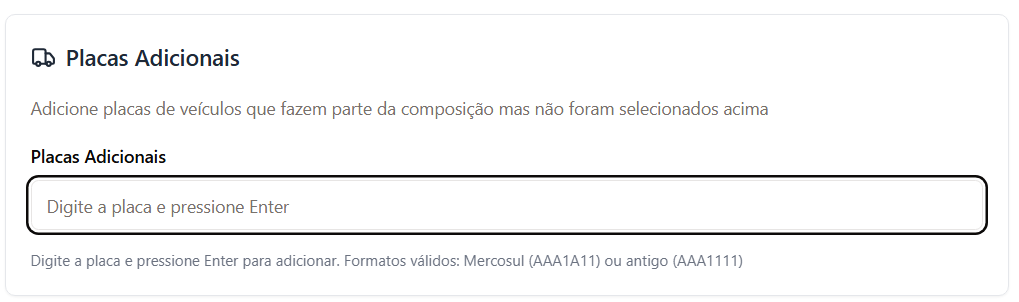 Placas Adicionais
Adicione placas de veículos que fazem parte da composição mas não foram selecionados acima
Placas Adicionais
Digite a placa e pressione Enter
Digite a placa e pressione Enter para adicionar. Formatos válidos: Mercosul (AAA1A11) ou antigo (AAA1111)